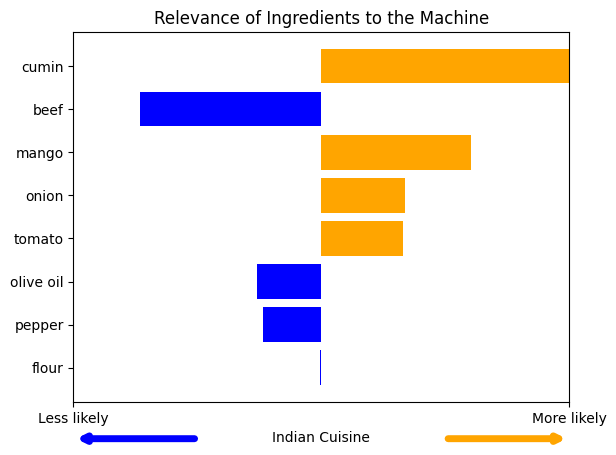 Relevance of Ingredients to the Machine
cumin
beef
mango
onion
tomato
olive oil
pepper
flour
Less likely
More likely
Indian Cuisine